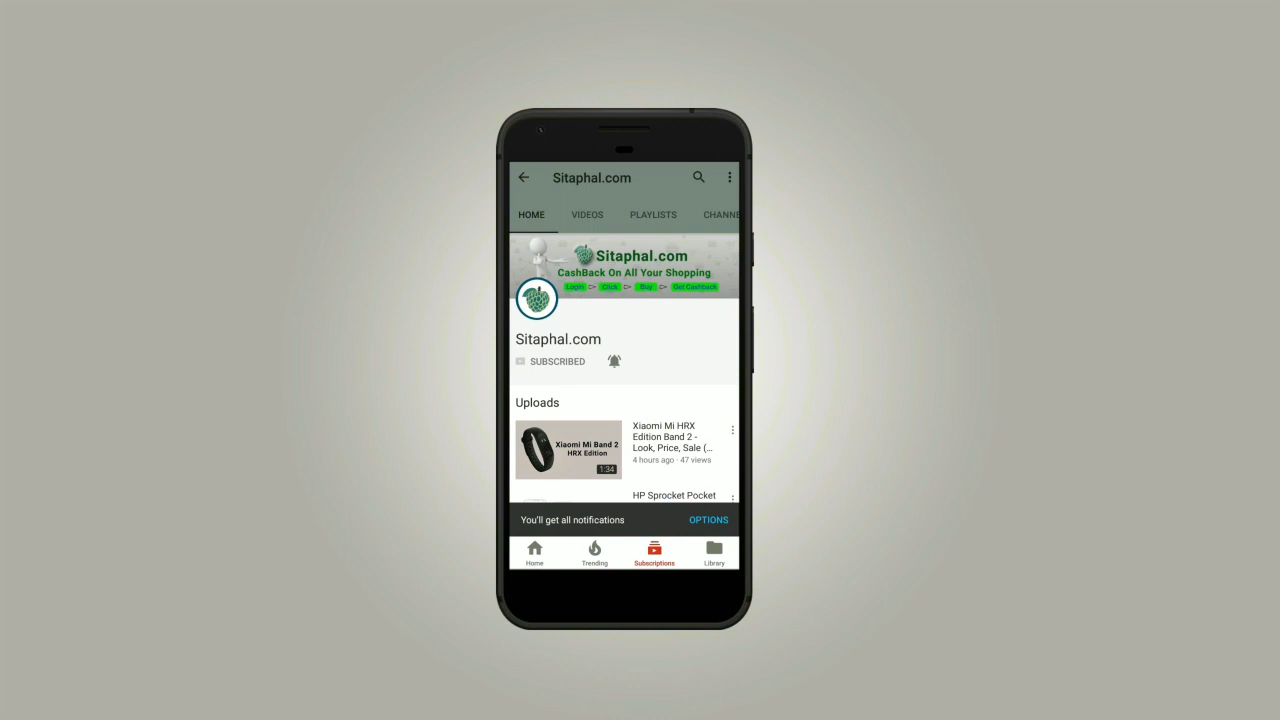 Sitaphal.com
HOME VIDEOS PLAYLISTS CHANNE
Sitaphal.com
CashBack On All Your Shopping
Login Click Buy Get Cashback
Sitaphal.com
SUBSCRIBED
Uploads
Xiaomi Mi Band 2
HRX Edition
1:34
Xiaomi Mi HRX
Edition Band 2 -
Look, Price, Sale (...
4 hours ago · 47 views
HP Sprocket Pocket
You'll get all notifications OPTIONS
Home Trending Subscriptions Library